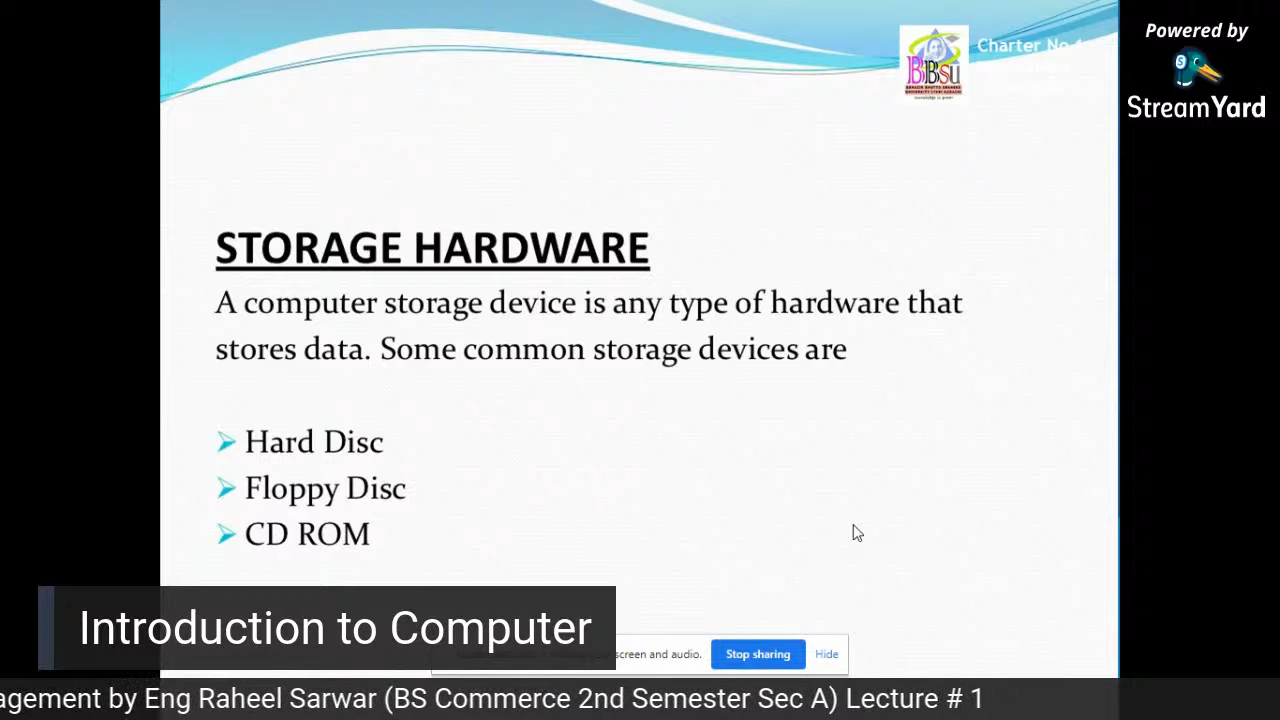 Charter No
Powered by
StreamYard
BBSU
STORAGE HARDWARE
A computer storage device is any type of hardware that
stores data. Some common storage devices are
➢ Hard Disc
➢ Floppy Disc
➢ CD ROM
Introduction to Computer
screen and audio.
Stop sharing
Hide
agement by Eng Raheel Sarwar (BS Commerce 2nd Semester Sec A) Lecture # 1